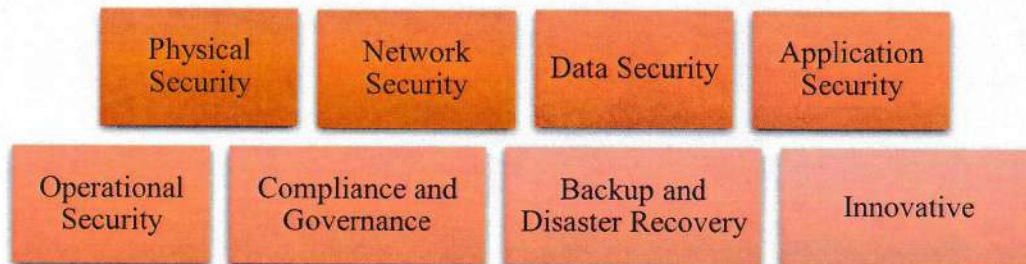 Physical
Security
Network
Security
Data Security
Application
Security
Operational
Security
Compliance and
Governance
Backup and
Disaster Recovery
Innovative